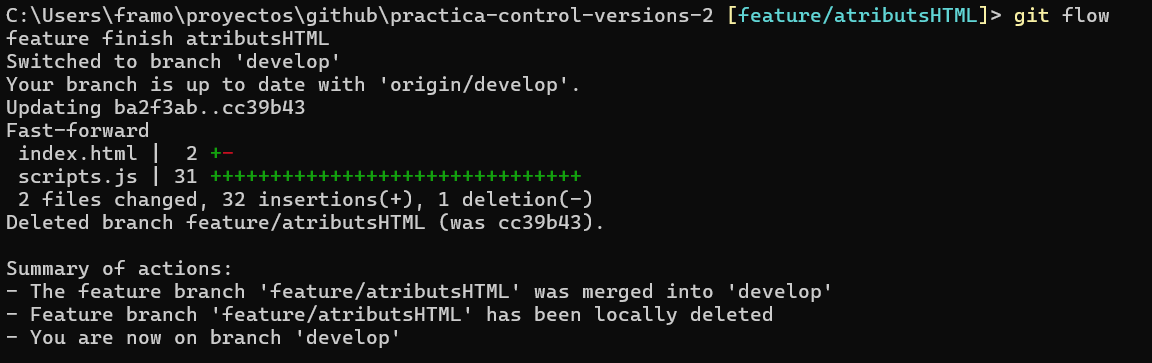 C:\Users\framo\proyectos\github\practica-control-versions-2 [feature/atributsHTML]> git flow
feature finish atributsHTML
Switched to branch 'develop'
Your branch is up to date with 'origin/develop'.
Updating ba2f3ab..cc39b43
Fast-forward
 index.html |  2 +-
 scripts.js | 31 +++++++++++++++++++++++++++++++
 2 files changed, 32 insertions(+), 1 deletion(-)
Deleted branch feature/atributsHTML (was cc39b43).

Summary of actions:
- The feature branch 'feature/atributsHTML' was merged into 'develop'
- Feature branch 'feature/atributsHTML' has been locally deleted
- You are now on branch 'develop'